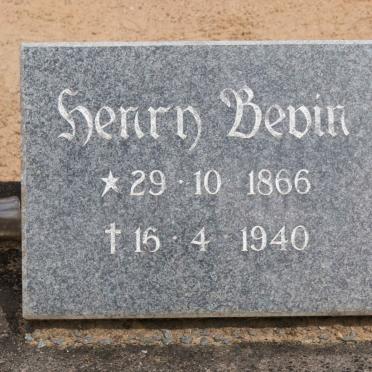 Henry Bevin
★ 29 · 10 1866
† 16 · 4 · 1940